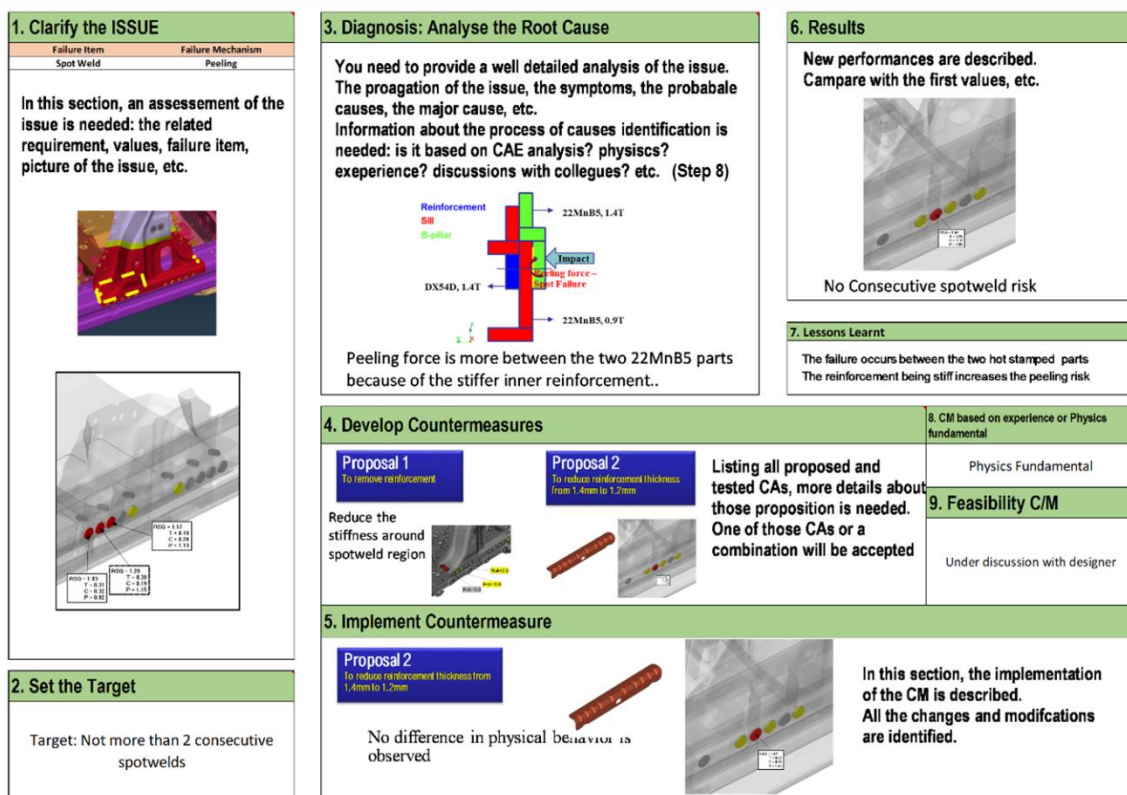 1. Clarify the ISSUE
Failure Item Failure Mechanism
Spot Weld Peeling
In this section, an assessement of the
issue is needed: the related
requirement, values, failure item,
picture of the issue, etc.
RSQ - 1.17
RSQ - 1.20
P = 1.15
P = 0.92
2. Set the Target
Target: Not more than 2 consecutive
spotwelds
3. Diagnosis: Analyse the Root Cause
You need to provide a well detailed analysis of the issue.
The proagation of the issue, the symptoms, the probabale
causes, the major cause, etc.
Information about the process of causes identification is
needed: is it based on CAE analysis? physiscs?
exeperience? discussions with collegues? etc. (Step 8)
Reinforcement
Sill
B-pillar
22MnB5, 1.4T
Impact
Peeling force –
Spot Failure
DX54D, 1.4T
22MnB5, 0.9T
Peeling force is more between the two 22MnB5 parts
because of the stiffer inner reinforcement..
4. Develop Countermeasures
Proposal 1
To remove reinforcement
Reduce the
stiffness around
spotweld region
Proposal 2
To reduce reinforcement thickness
from 1.4mm to 1.2mm
Listing all proposed and
tested CAs, more details about
those proposition is needed.
One of those CAs or a
combination will be accepted
5. Implement Countermeasure
Proposal 2
To reduce reinforcement thickness from
1.4mm to 1.2mm
No difference in physical behavior is
observed
In this section, the implementation
of the CM is described.
All the changes and modifcations
are identified.
6. Results
New performances are described.
Campare with the first values, etc.
No Consecutive spotweld risk
7. Lessons Learnt
The failure occurs between the two hot stamped parts
The reinforcement being stiff increases the peeling risk
8. CM based on experience or Physics
fundamental
Physics Fundamental
9. Feasibility C/M
Under discussion with designer